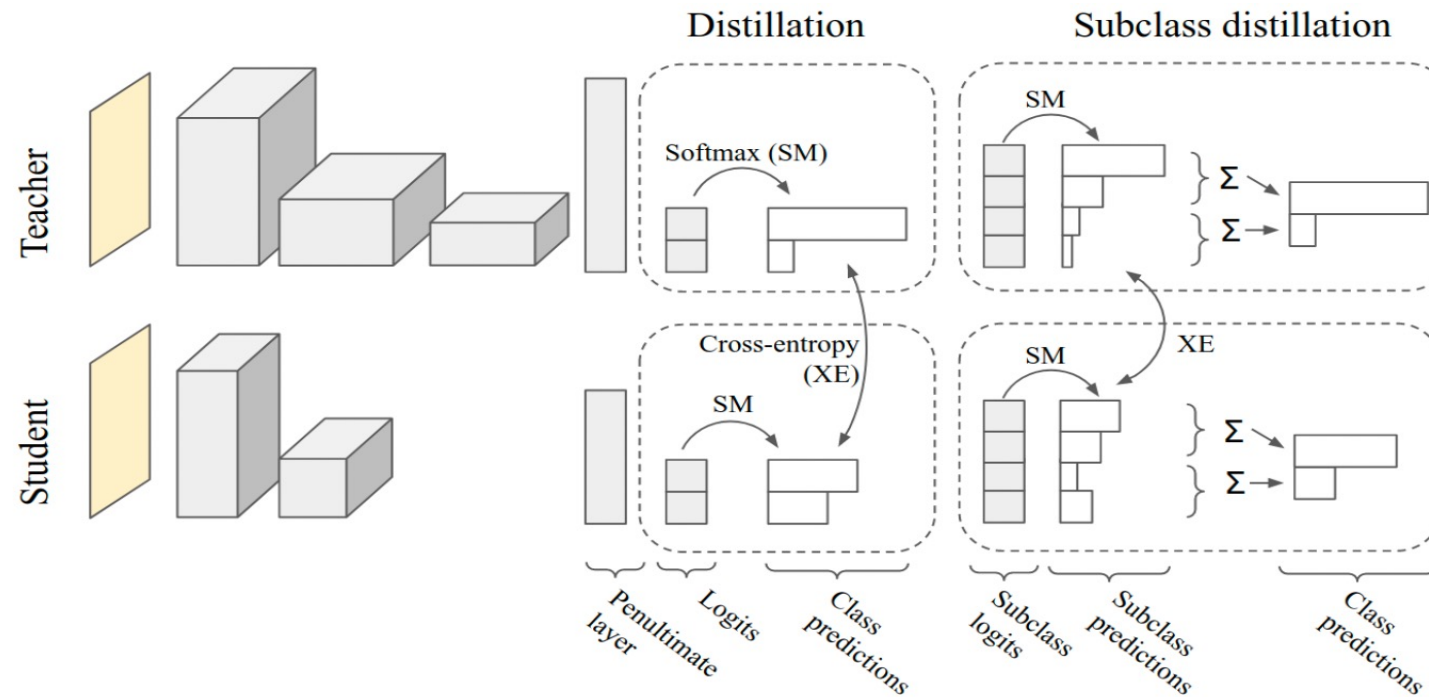 Distillation
Subclass distillation
Teacher
Softmax (SM)
SM
Σ
Σ
Student
Cross-entropy
(XE)
SM
SM
XE
Σ
Σ
Penultimate
layer
Logits
Class
predictions
Subclass
logits
Subclass
predictions
Class
predictions